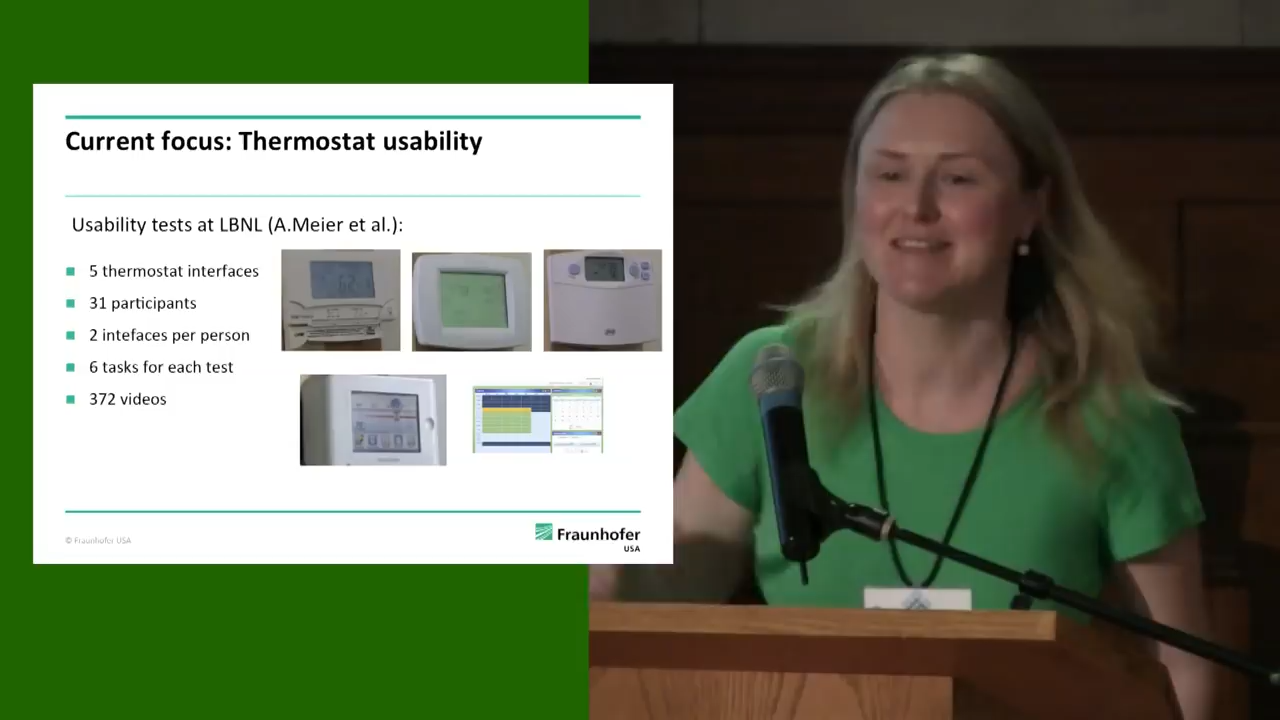 Current focus: Thermostat usability
Usability tests at LBNL (A.Meier et al.):
5 thermostat interfaces
31 participants
2 intefaces per person
6 tasks for each test
372 videos
© Fraunhofer USA
Fraunhofer
USA